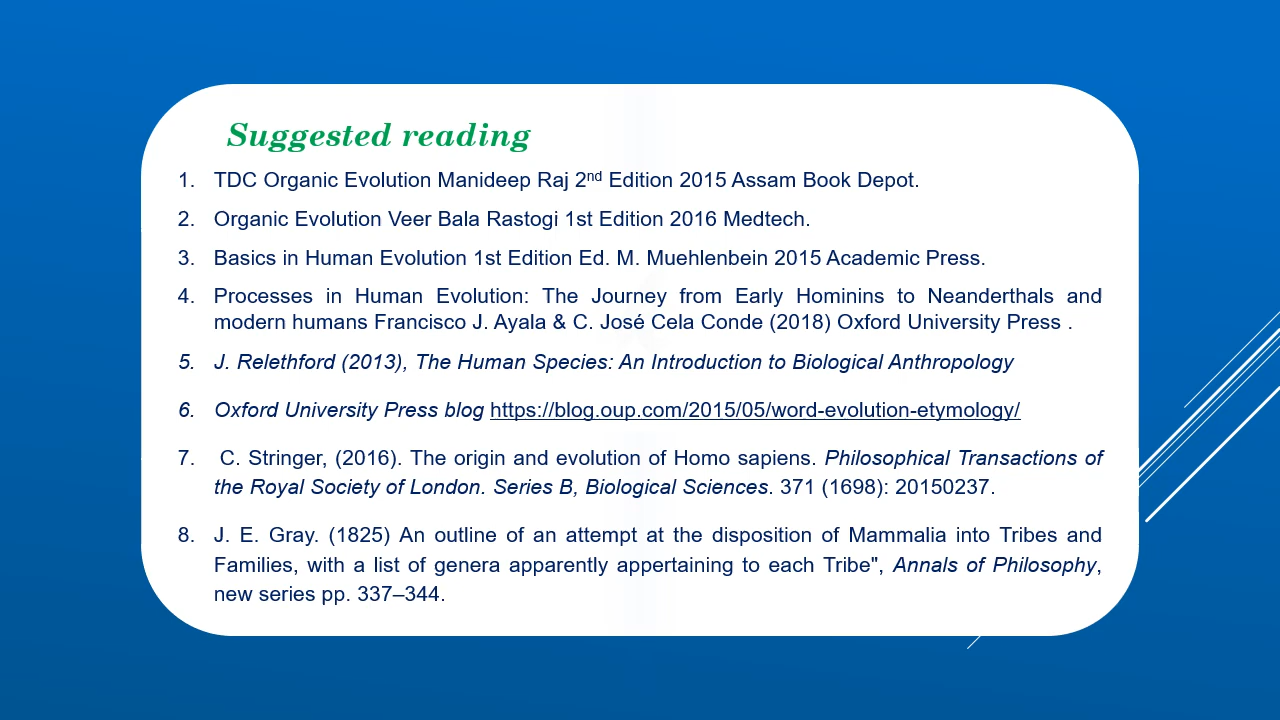 Suggested reading
1. TDC Organic Evolution Manideep Raj 2nd Edition 2015 Assam Book Depot.
2. Organic Evolution Veer Bala Rastogi 1st Edition 2016 Medtech.
3. Basics in Human Evolution 1st Edition Ed. M. Muehlenbein 2015 Academic Press.
4. Processes in Human Evolution: The Journey from Early Hominins to Neanderthals and
modern humans Francisco J. Ayala & C. José Cela Conde (2018) Oxford University Press .
5. J. Relethford (2013), The Human Species: An Introduction to Biological Anthropology
6. Oxford University Press blog https://blog.oup.com/2015/05/word-evolution-etymology/
7. C. Stringer, (2016). The origin and evolution of Homo sapiens. Philosophical Transactions of
the Royal Society of London. Series B, Biological Sciences. 371 (1698): 20150237.
8. J. E. Gray. (1825) An outline of an attempt at the disposition of Mammalia into Tribes and
Families, with a list of genera apparently appertaining to each Tribe", Annals of Philosophy,
new series pp. 337–344.